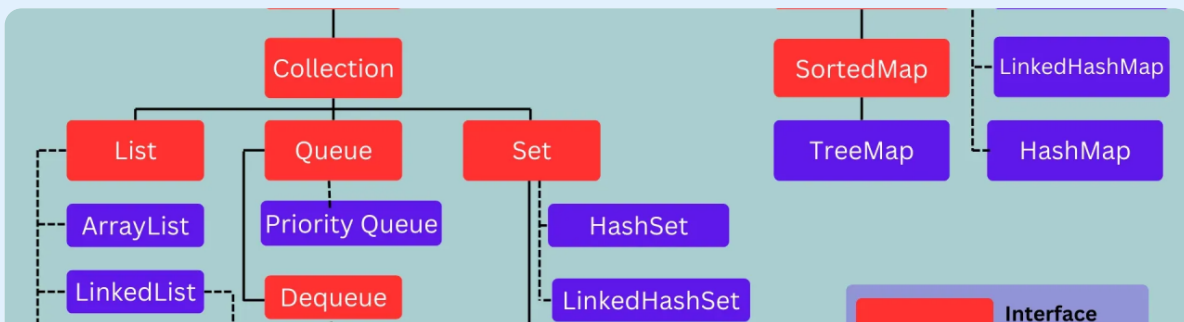 Collection
SortedMap
LinkedHashMap
List
Queue
Set
TreeMap
HashMap
ArrayList
Priority Queue
HashSet
LinkedList
Dequeue
LinkedHashSet
Interface